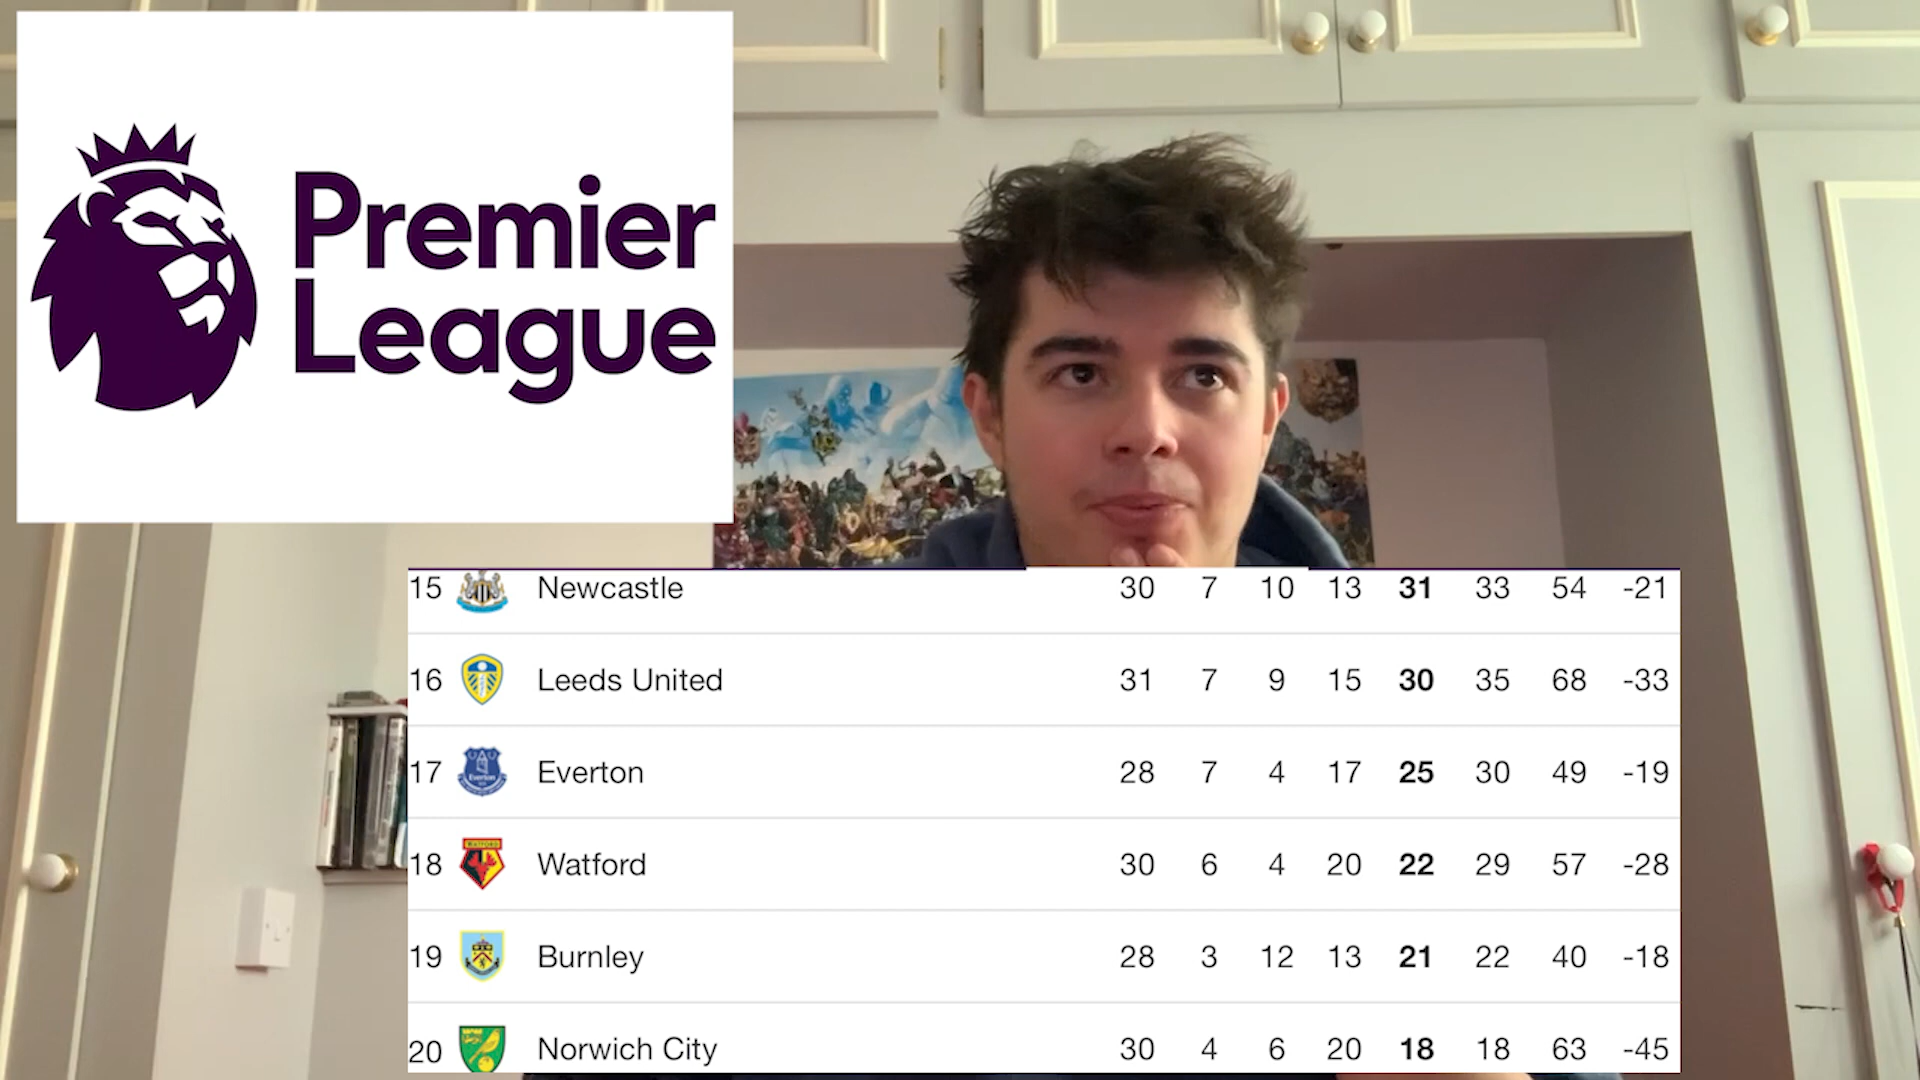 Premier
League
15 Newcastle 30 7 10 13 31 33 54 -21
16 Leeds United 31 7 9 15 30 35 68 -33
17 Everton 28 7 4 17 25 30 49 -19
18 Watford 30 6 4 20 22 29 57 -28
19 Burnley 28 3 12 13 21 22 40 -18
20 Norwich City 30 4 6 20 18 18 63 -45